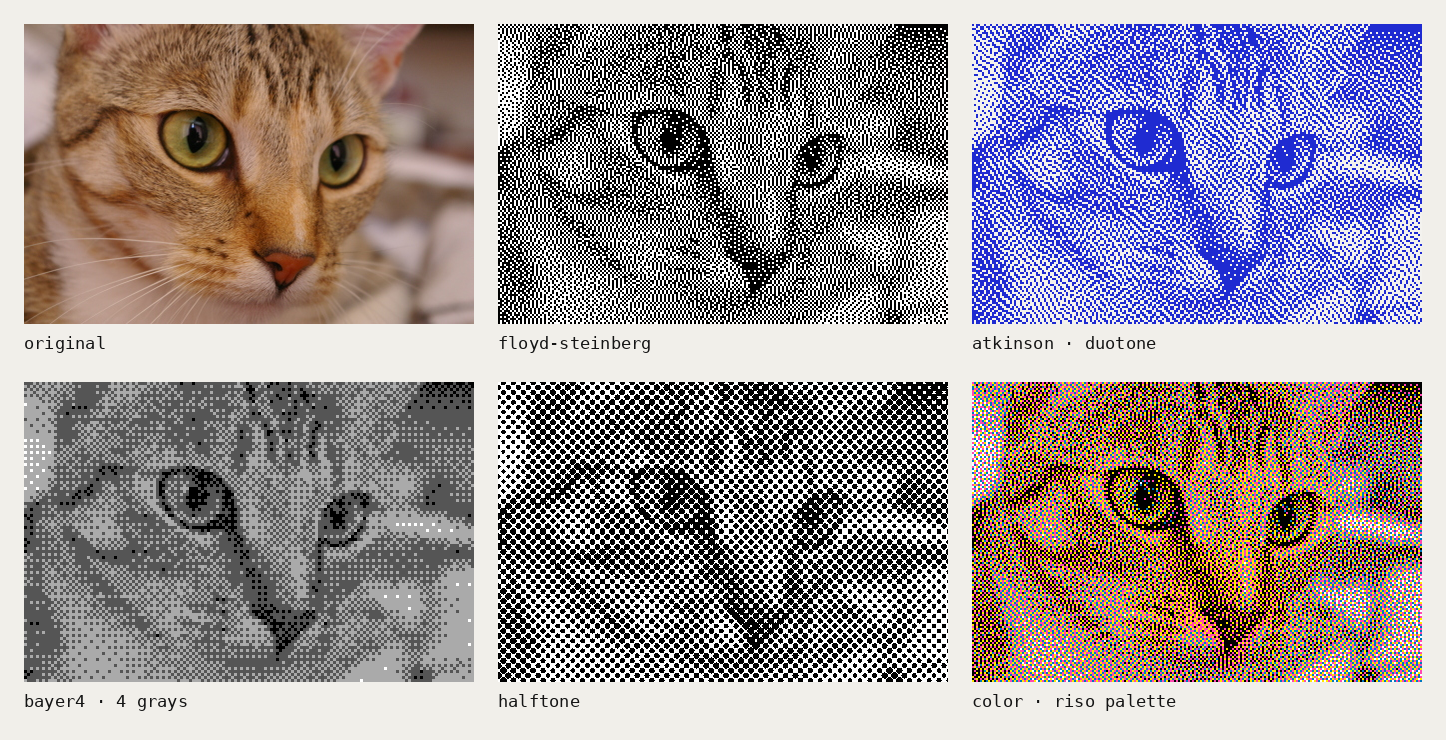 original
floyd-steinberg
atkinson · duotone
bayer4 · 4 grays
halftone
color · riso palette